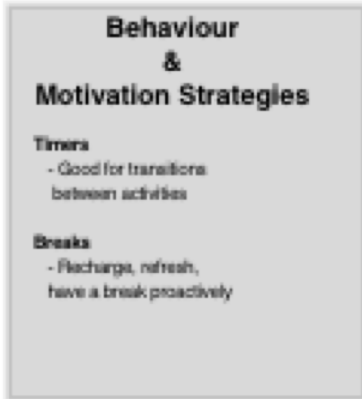 Behaviour
&
Motivation Strategies
Timers
- Good for transitions
between activities
Breaks
- Recharge, refresh,
have a break proactively